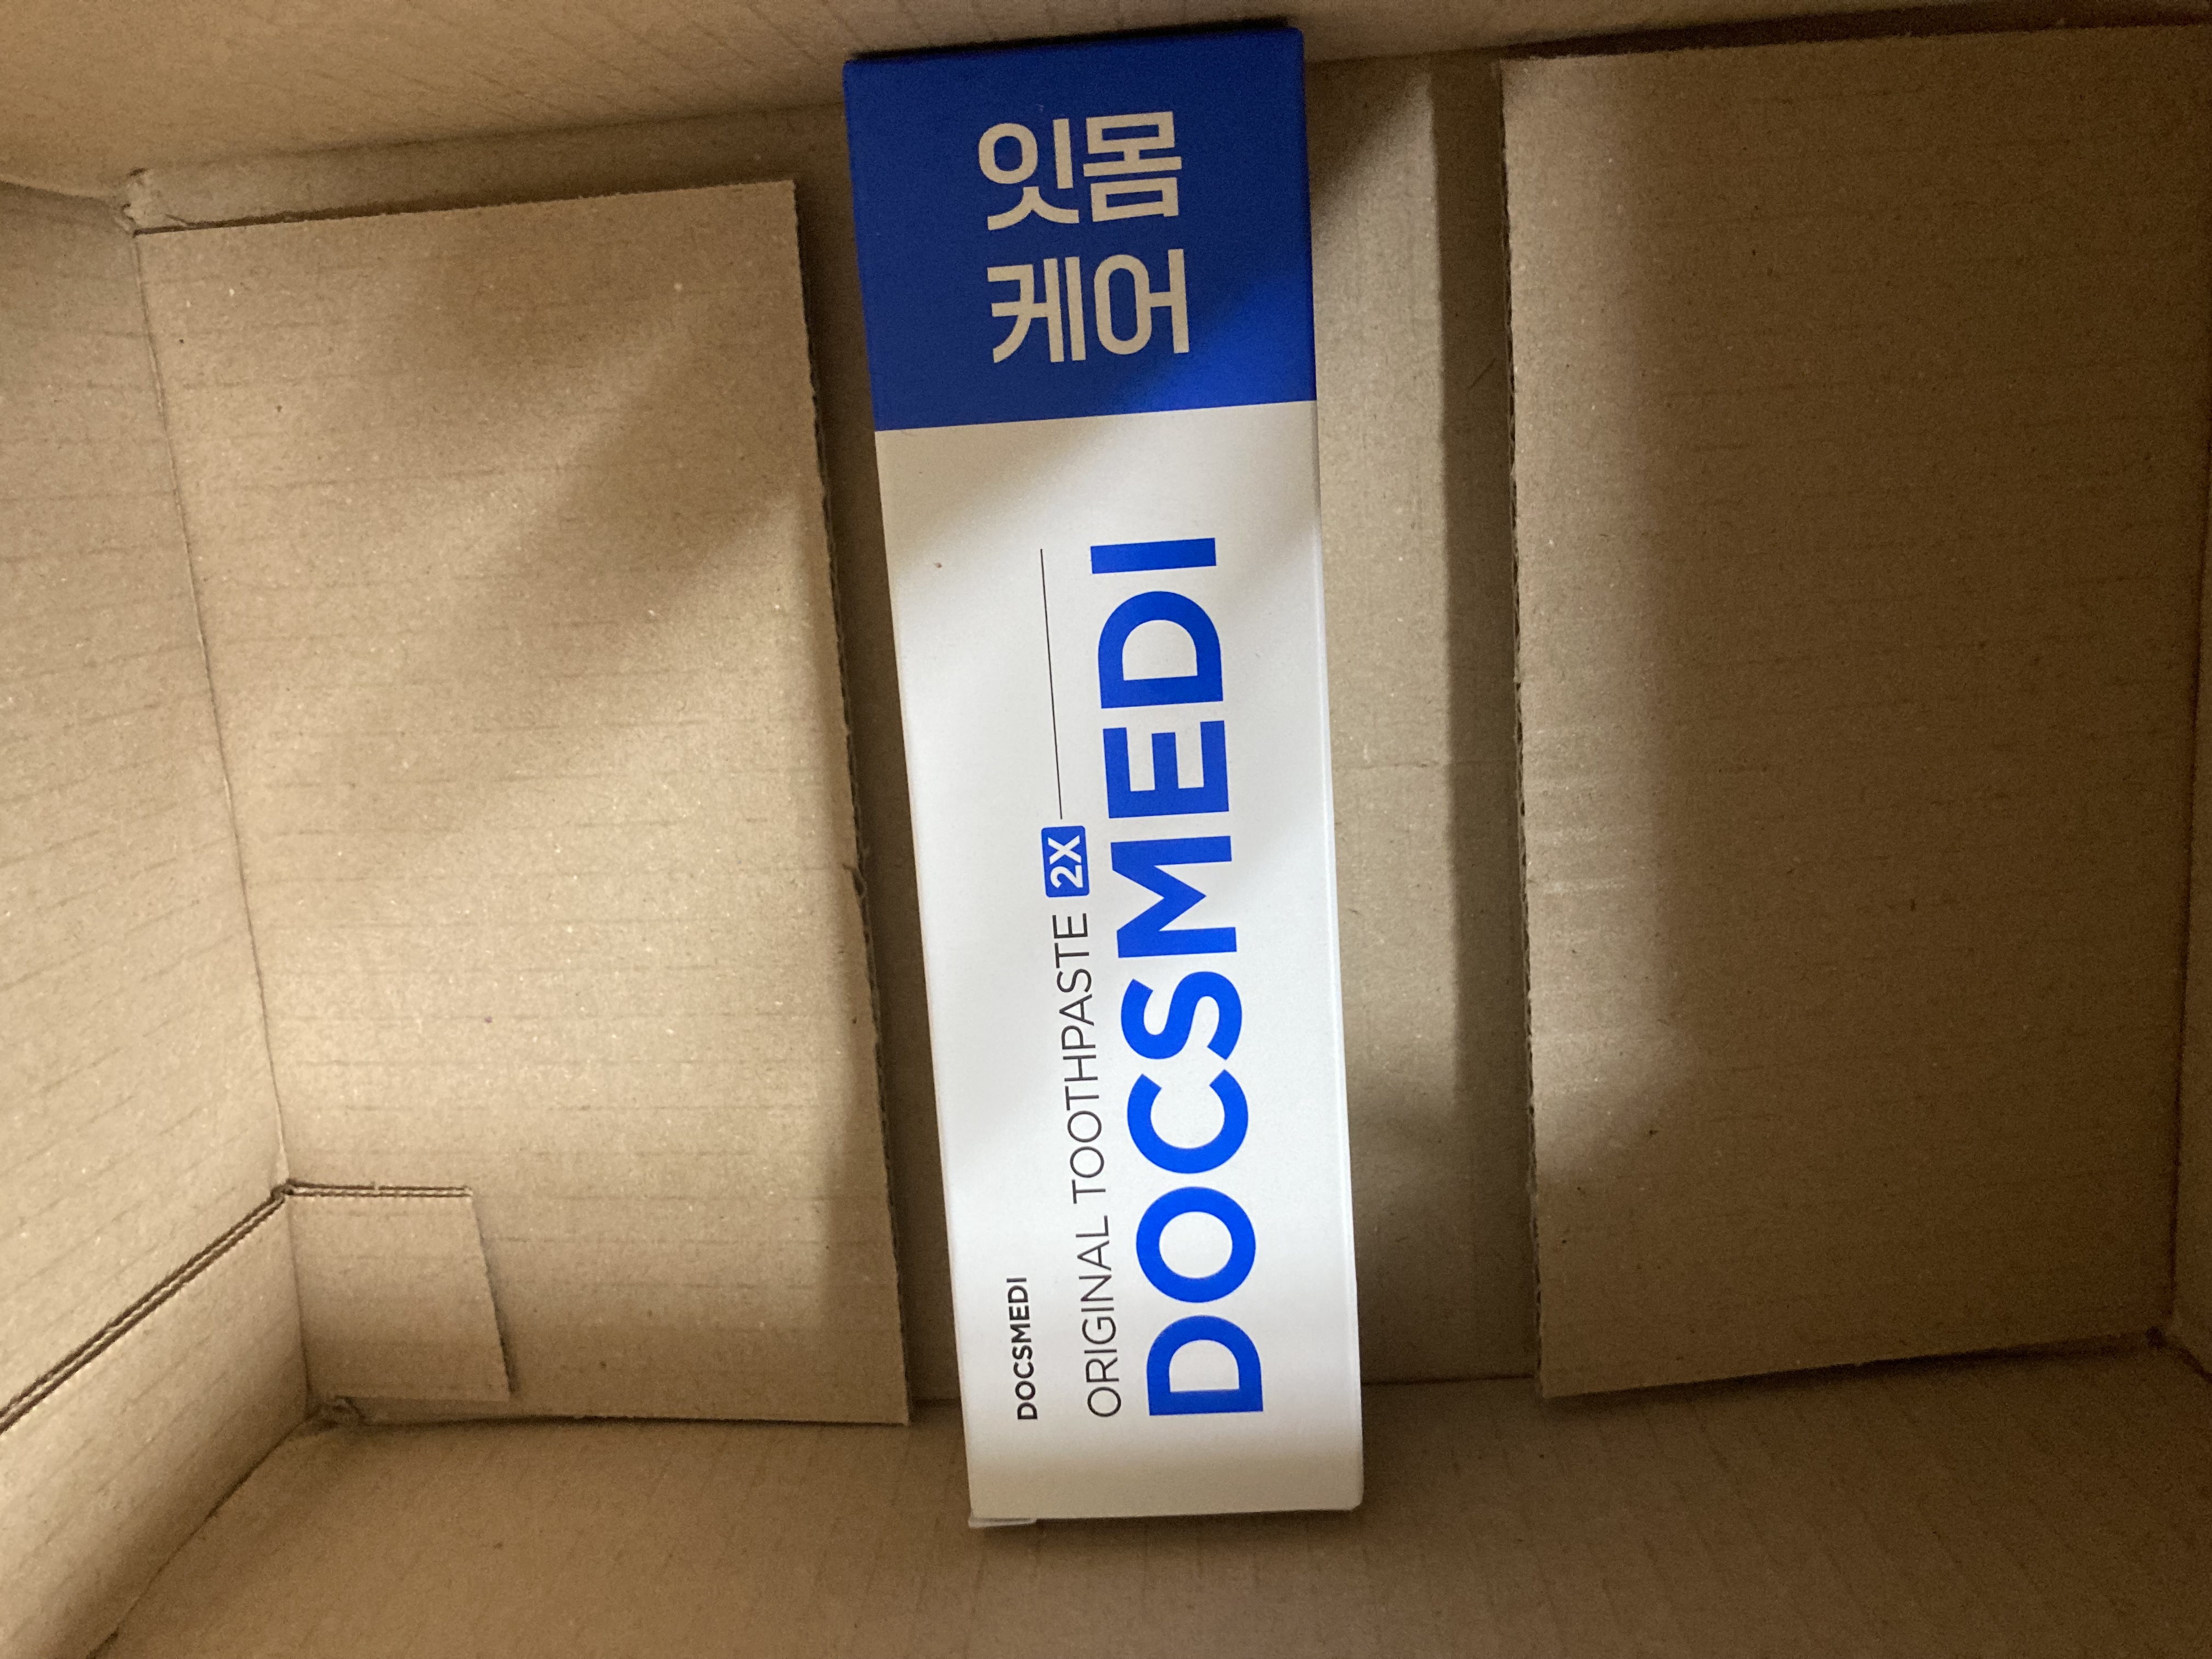 DOCSMEDI
ORIGINAL TOOTHPASTE 2X
DOCSMEDI
잇몸
케어